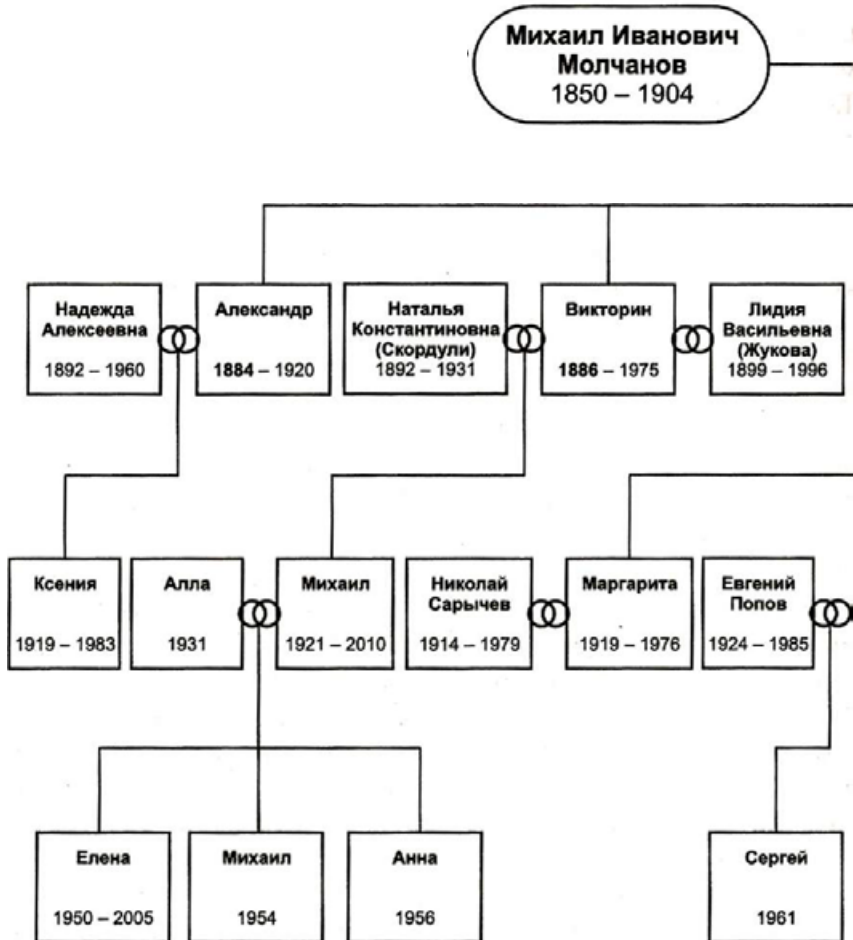 Михаил Иванович
Молчанов
1850 – 1904
Надежда
Алексеевна
1892 – 1960
Александр
1884 – 1920
Наталья
Константиновна
(Скордули)
1892 – 1931
Викторин
1886 – 1975
Лидия
Васильевна
(Жукова)
1899 – 1996
Ксения
1919 – 1983
Алла
1931
Михаил
1921 – 2010
Николай
Сарычев
1914 – 1979
Маргарита
1919 – 1976
Евгений
Попов
1924 – 1985
Елена
1950 – 2005
Михаил
1954
Анна
1956
Сергей
1961